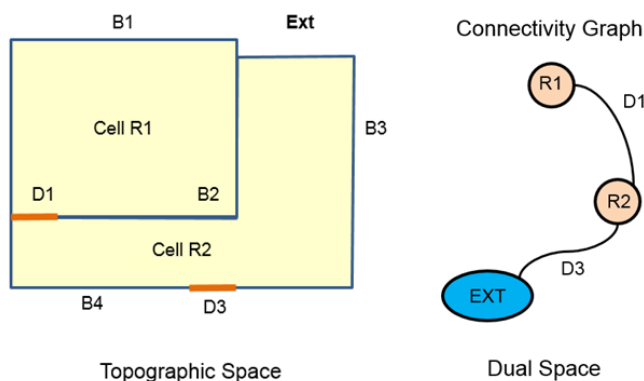 B1
Ext
Connectivity Graph
R1
D1
Cell R1
B3
D1
B2
R2
Cell R2
D3
EXT
B4
D3
Topographic Space
Dual Space